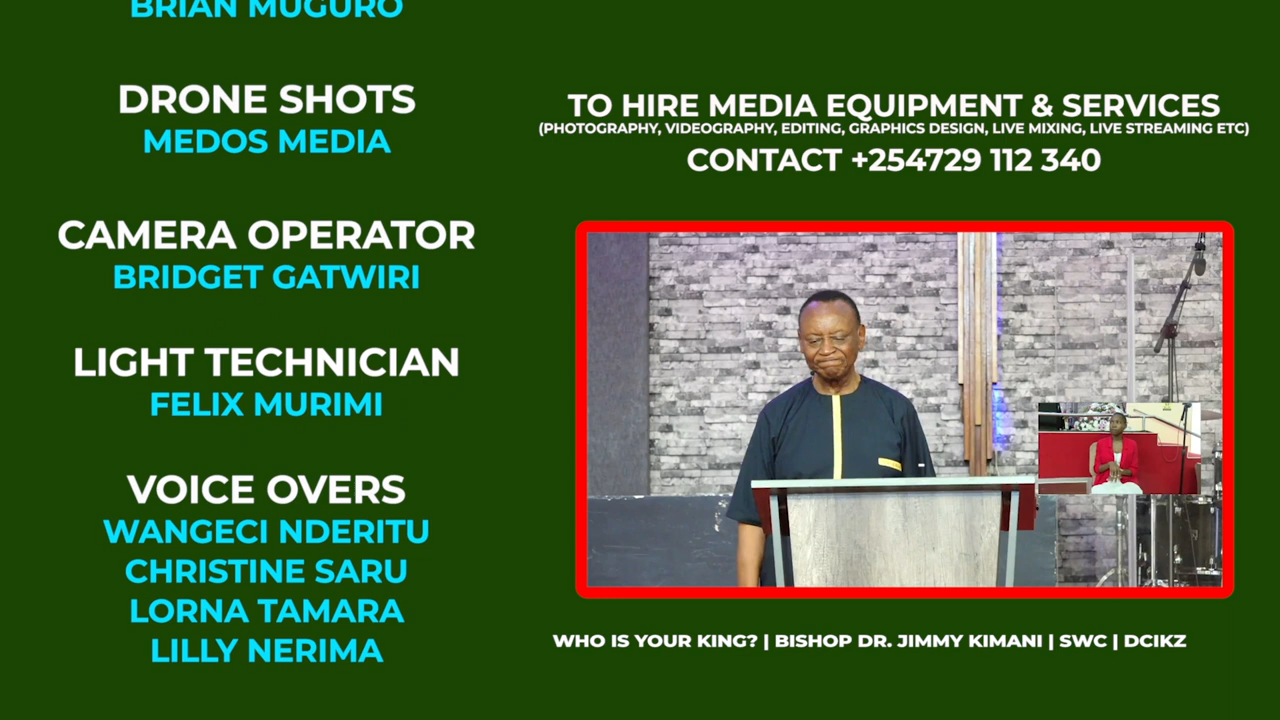 BRIAN MUGURO
DRONE SHOTS
MEDOS MEDIA
CAMERA OPERATOR
BRIDGET GATWIRI
LIGHT TECHNICIAN
FELIX MURIMI
VOICE OVERS
WANGECI NDERITU
CHRISTINE SARU
LORNA TAMARA
LILLY NERIMA
TO HIRE MEDIA EQUIPMENT & SERVICES
(PHOTOGRAPHY, VIDEOGRAPHY, EDITING, GRAPHICS DESIGN, LIVE MIXING, LIVE STREAMING ETC)
CONTACT +254729 112 340
WHO IS YOUR KING? | BISHOP DR. JIMMY KIMANI | SWC | DCIKZ